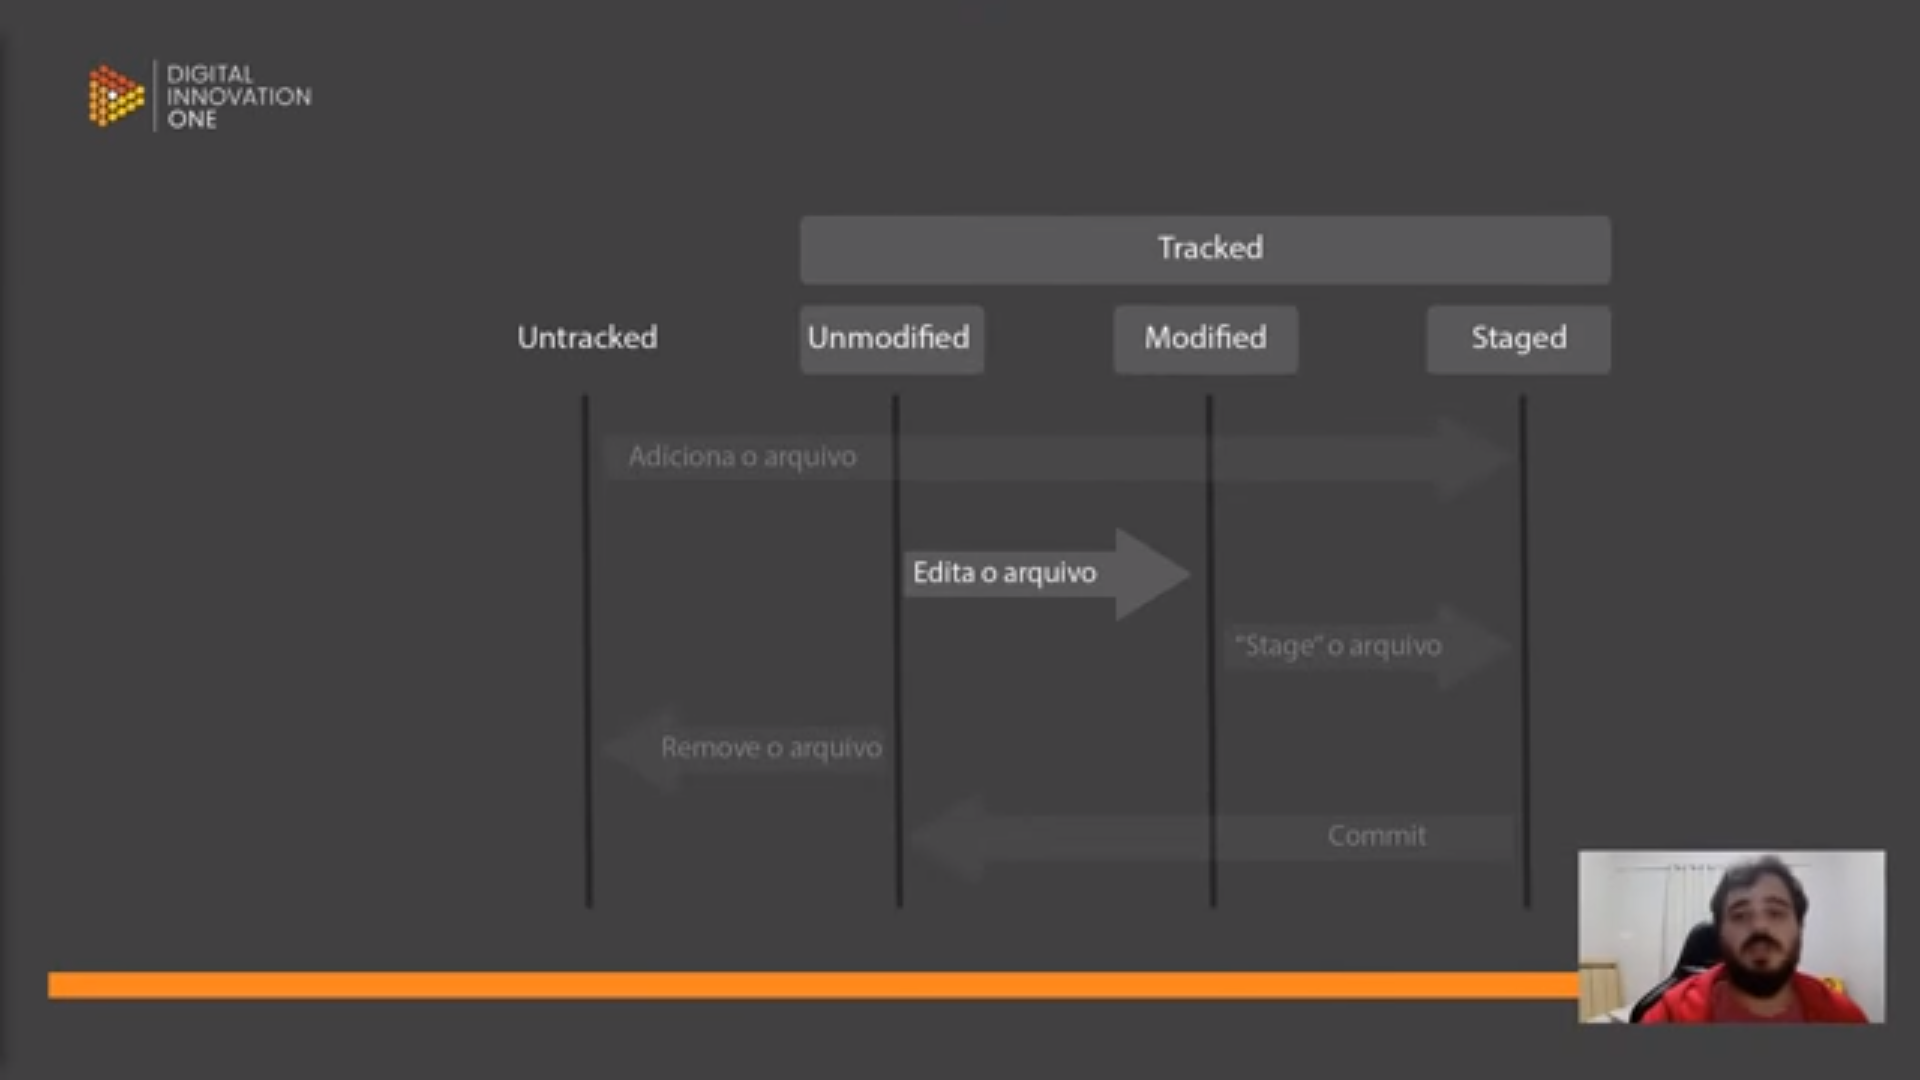 DIGITAL
INNOVATION
ONE
Tracked
Untracked
Unmodified
Modified
Staged
Adiciona o arquivo
Edita o arquivo
"Stage" o arquivo
Remove o arquivo
Commit